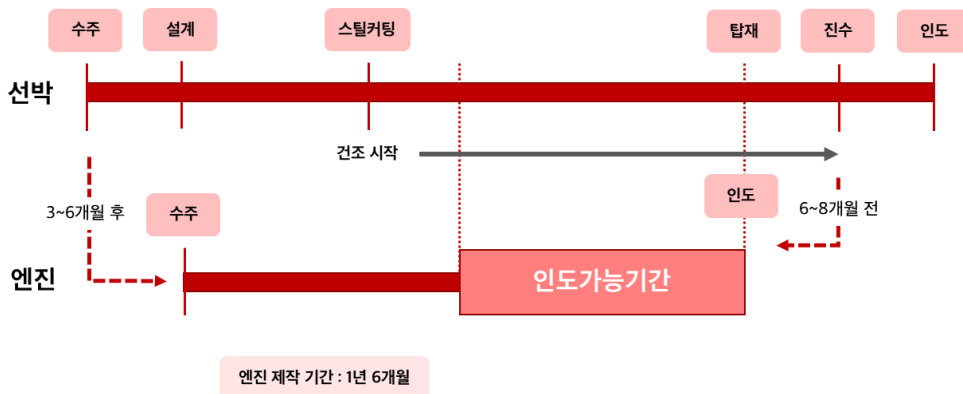 수주
설계
스틸커팅
탑재
진수
인도
선박
건조 시작
3~6개월 후
수주
인도
6~8개월 전
엔진
인도가능기간
엔진 제작 기간 : 1년 6개월